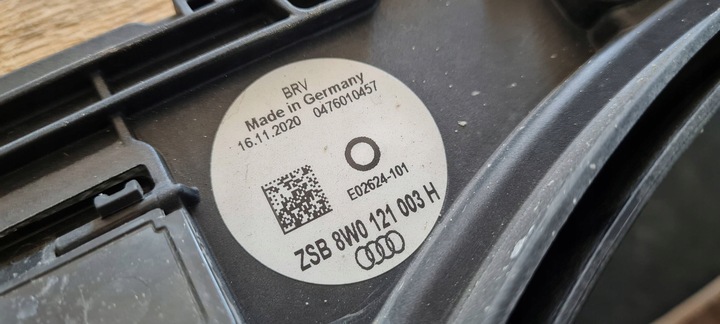 BRV
Made in Germany
16.11.2020 0476010457
E02624-101
ZSB 8W0 121 003 H